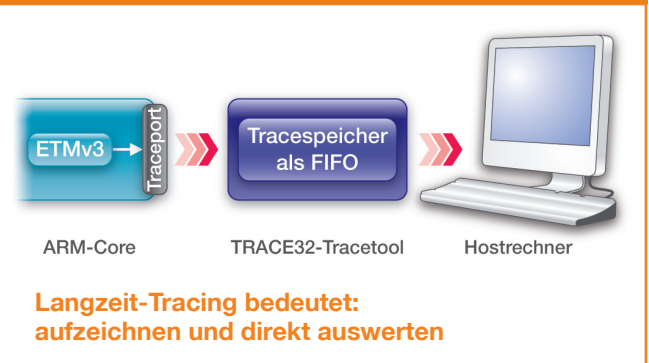 ETMv3
Traceport
Tracespeicher
als FIFO
ARM-Core
TRACE32-Tracetool
Hostrechner
Langzeit-Tracing bedeutet:
aufzeichnen und direkt auswerten